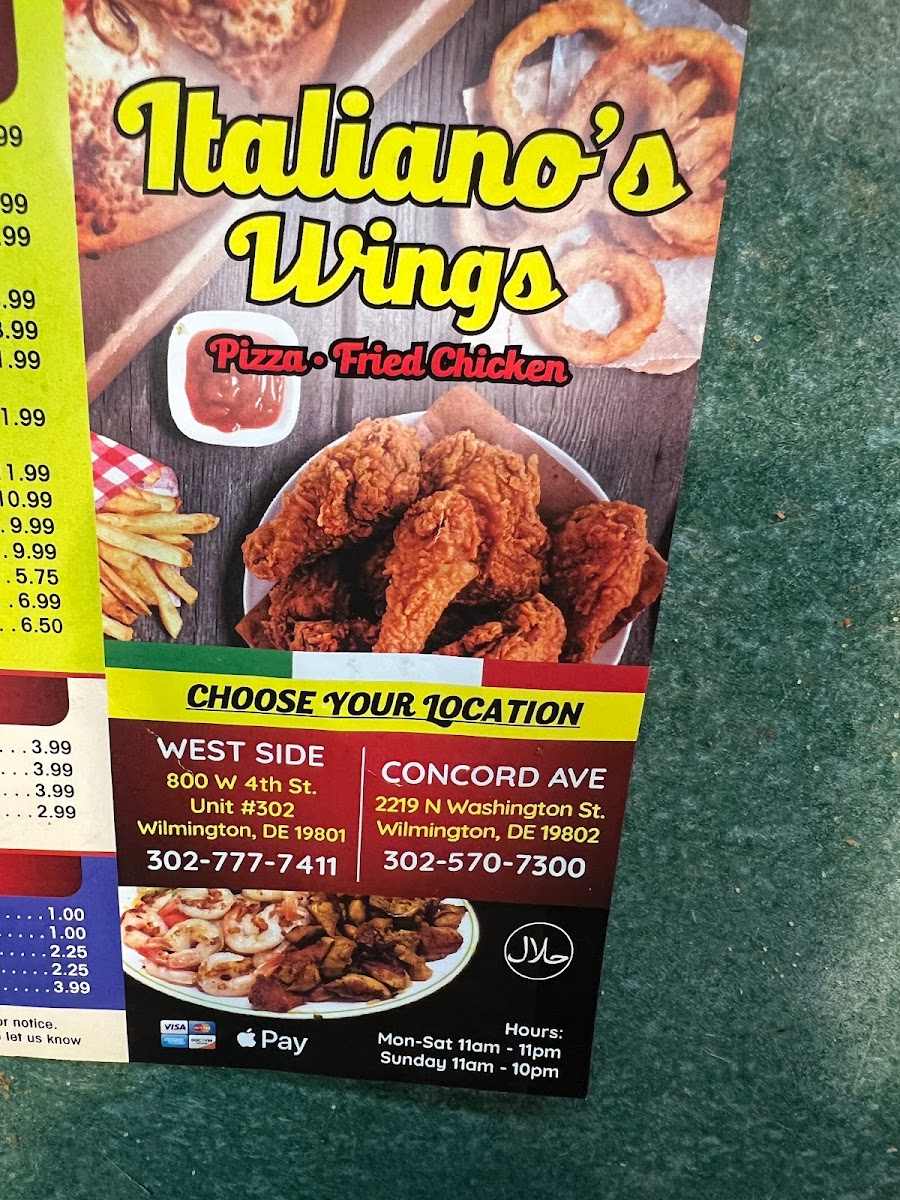 99
99
.99
.99
3.99
1.99
1.99
11.99
10.99
. 9.99
. 9.99
. 5.75
. . 6.99
. . 6.50
. . . 3.99
. . . 3.99
. . . . 3.99
. . . . 2.99
. . . . . 1.00
. . . . . 1.00
. . . . . 2.25
. . . . . 2.25
. . . . . 3.99
or notice.
let us know
Italiano's
Wings
Pizza • Fried Chicken
CHOOSE YOUR LOCATION
WEST SIDE
800 W 4th St.
Unit #302
Wilmington, DE 19801
302-777-7411
CONCORD AVE
2219 N Washington St.
Wilmington, DE 19802
302-570-7300
حلال
VISA
DISCOVER
Pay
Hours:
Mon-Sat 11am - 11pm
Sunday 11am - 10pm